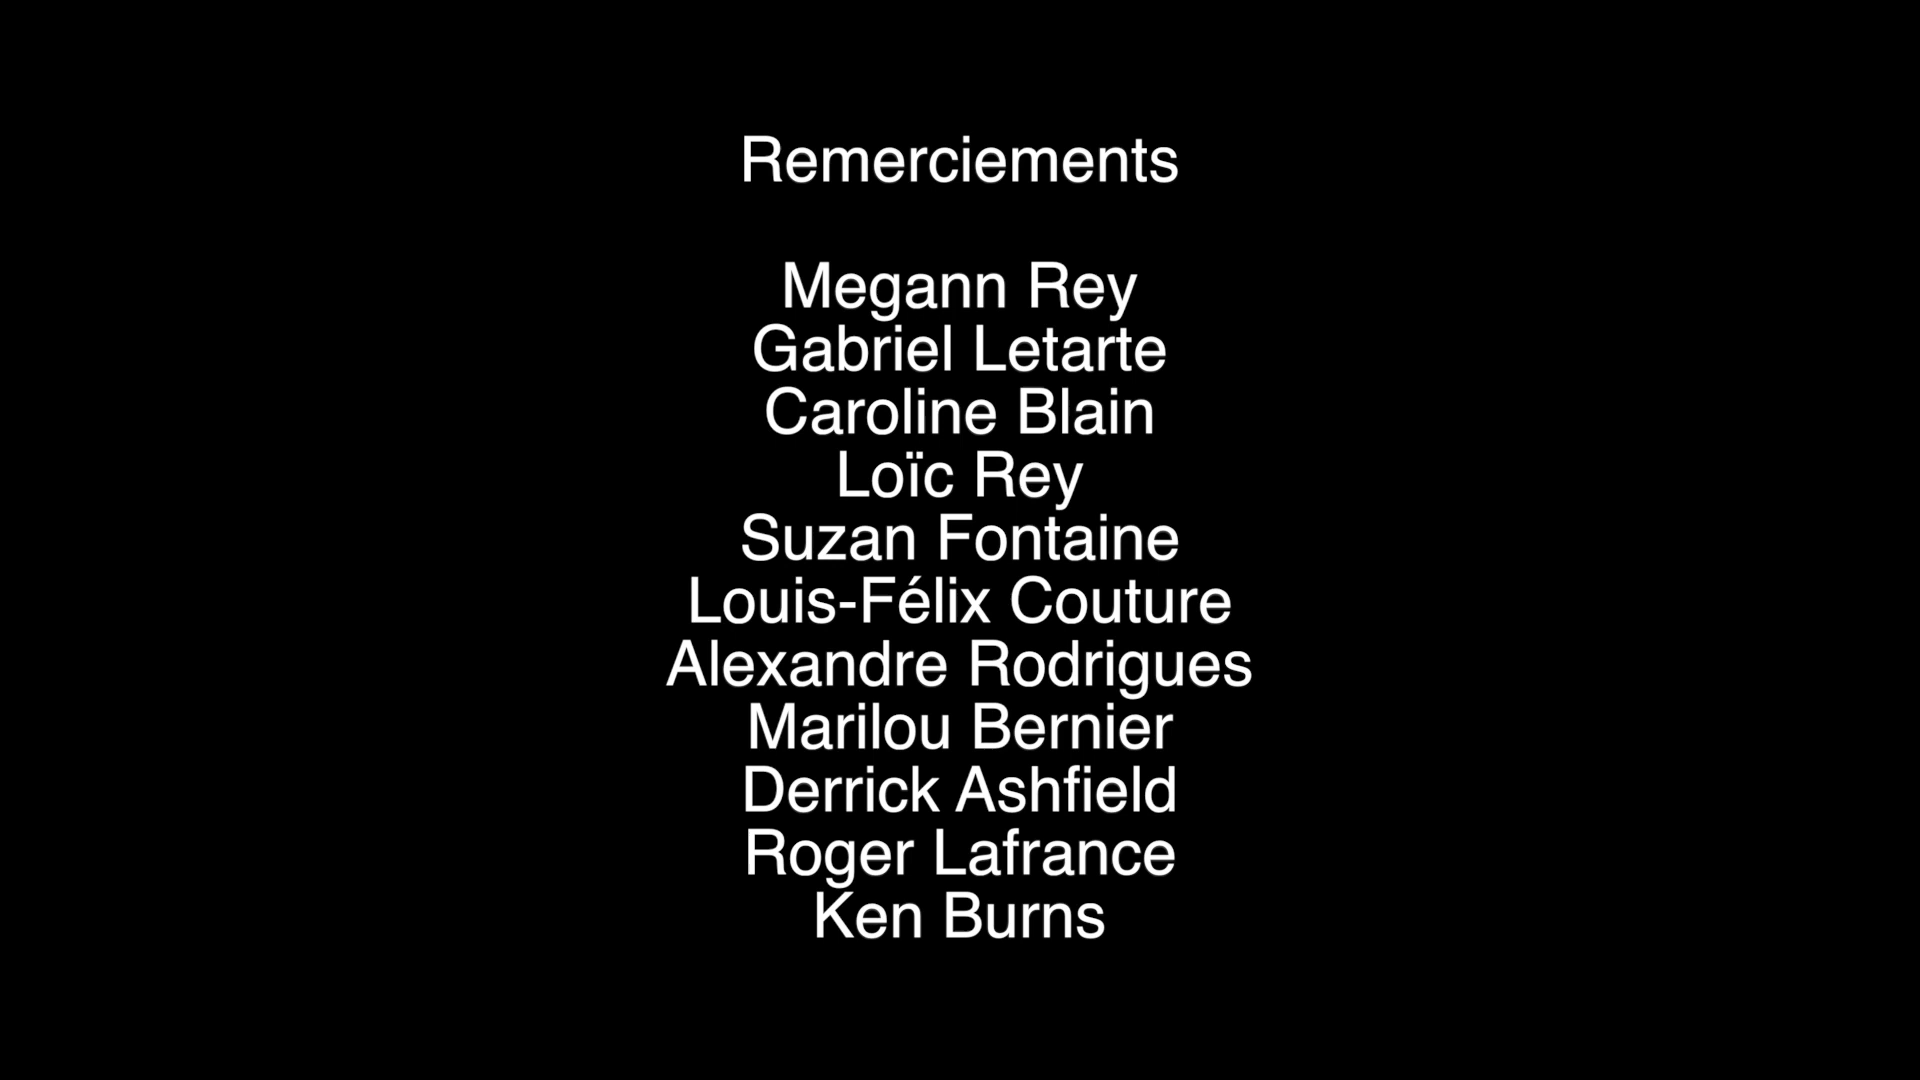 Remerciements
Megann Rey
Gabriel Letarte
Caroline Blain
Loïc Rey
Suzan Fontaine
Louis-Félix Couture
Alexandre Rodrigues
Marilou Bernier
Derrick Ashfield
Roger Lafrance
Ken Burns